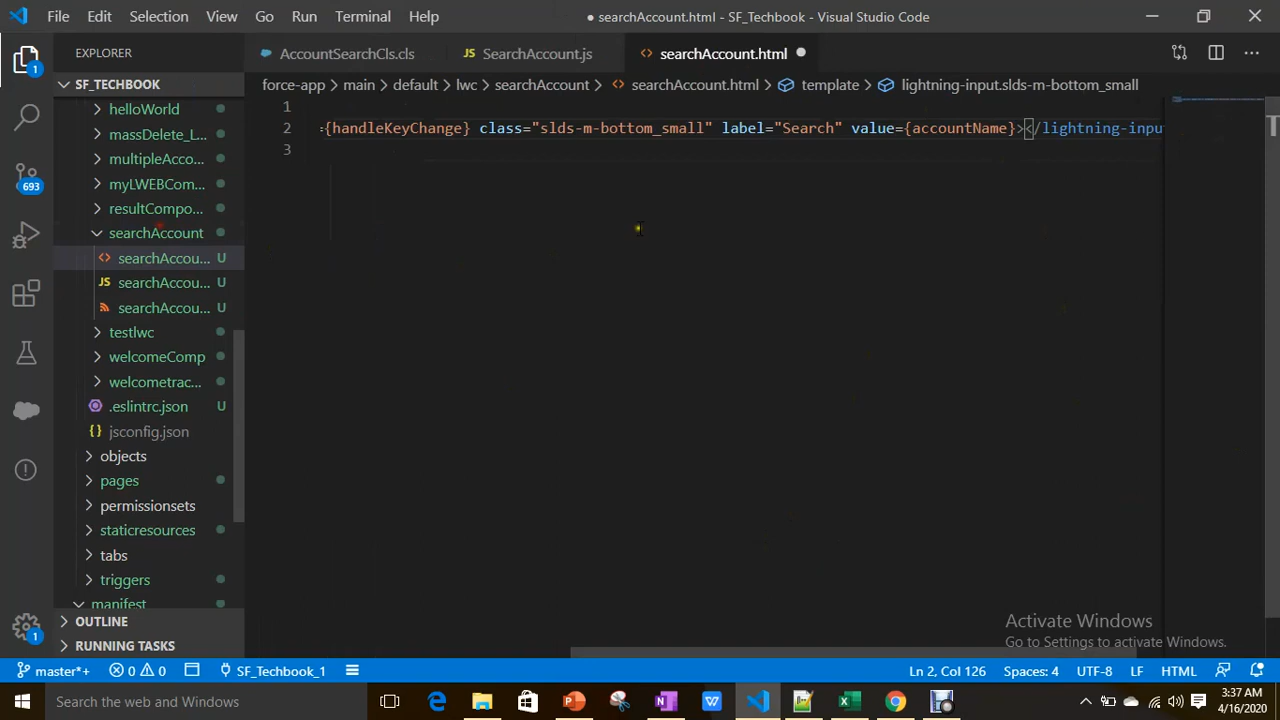 File Edit Selection View Go Run Terminal Help
● searchAccount.html - SF_Techbook - Visual Studio Code
EXPLORER
AccountSearchCls.cls
JS SearchAccount.js
<> searchAccount.html ●
SF_TECHBOOK
force-app > main > default > lwc > searchAccount > <> searchAccount.html > template > lightning-input.slds-m-bottom_small
helloWorld
massDelete_L...
multipleAcco...
myLWEBCom...
resultCompo...
searchAccount
<> searchAccou... U
JS searchAccou... U
searchAccou... U
testlwc
welcomeComp
welcometrac...
.eslintrc.json U
{} jsconfig.json
objects
pages
permissionsets
staticresources
tabs
triggers
manifest
OUTLINE
RUNNING TASKS
1
693
1
1
2 ={handleKeyChange} class="slds-m-bottom_small" label="Search" value={accountName}></lightning-input
3
Activate Windows
Go to Settings to activate Windows.
master*+ 0 0 SF_Techbook_1
Ln 2, Col 126 Spaces: 4 UTF-8 LF HTML
Search the web and Windows
3:37 AM
4/16/2020